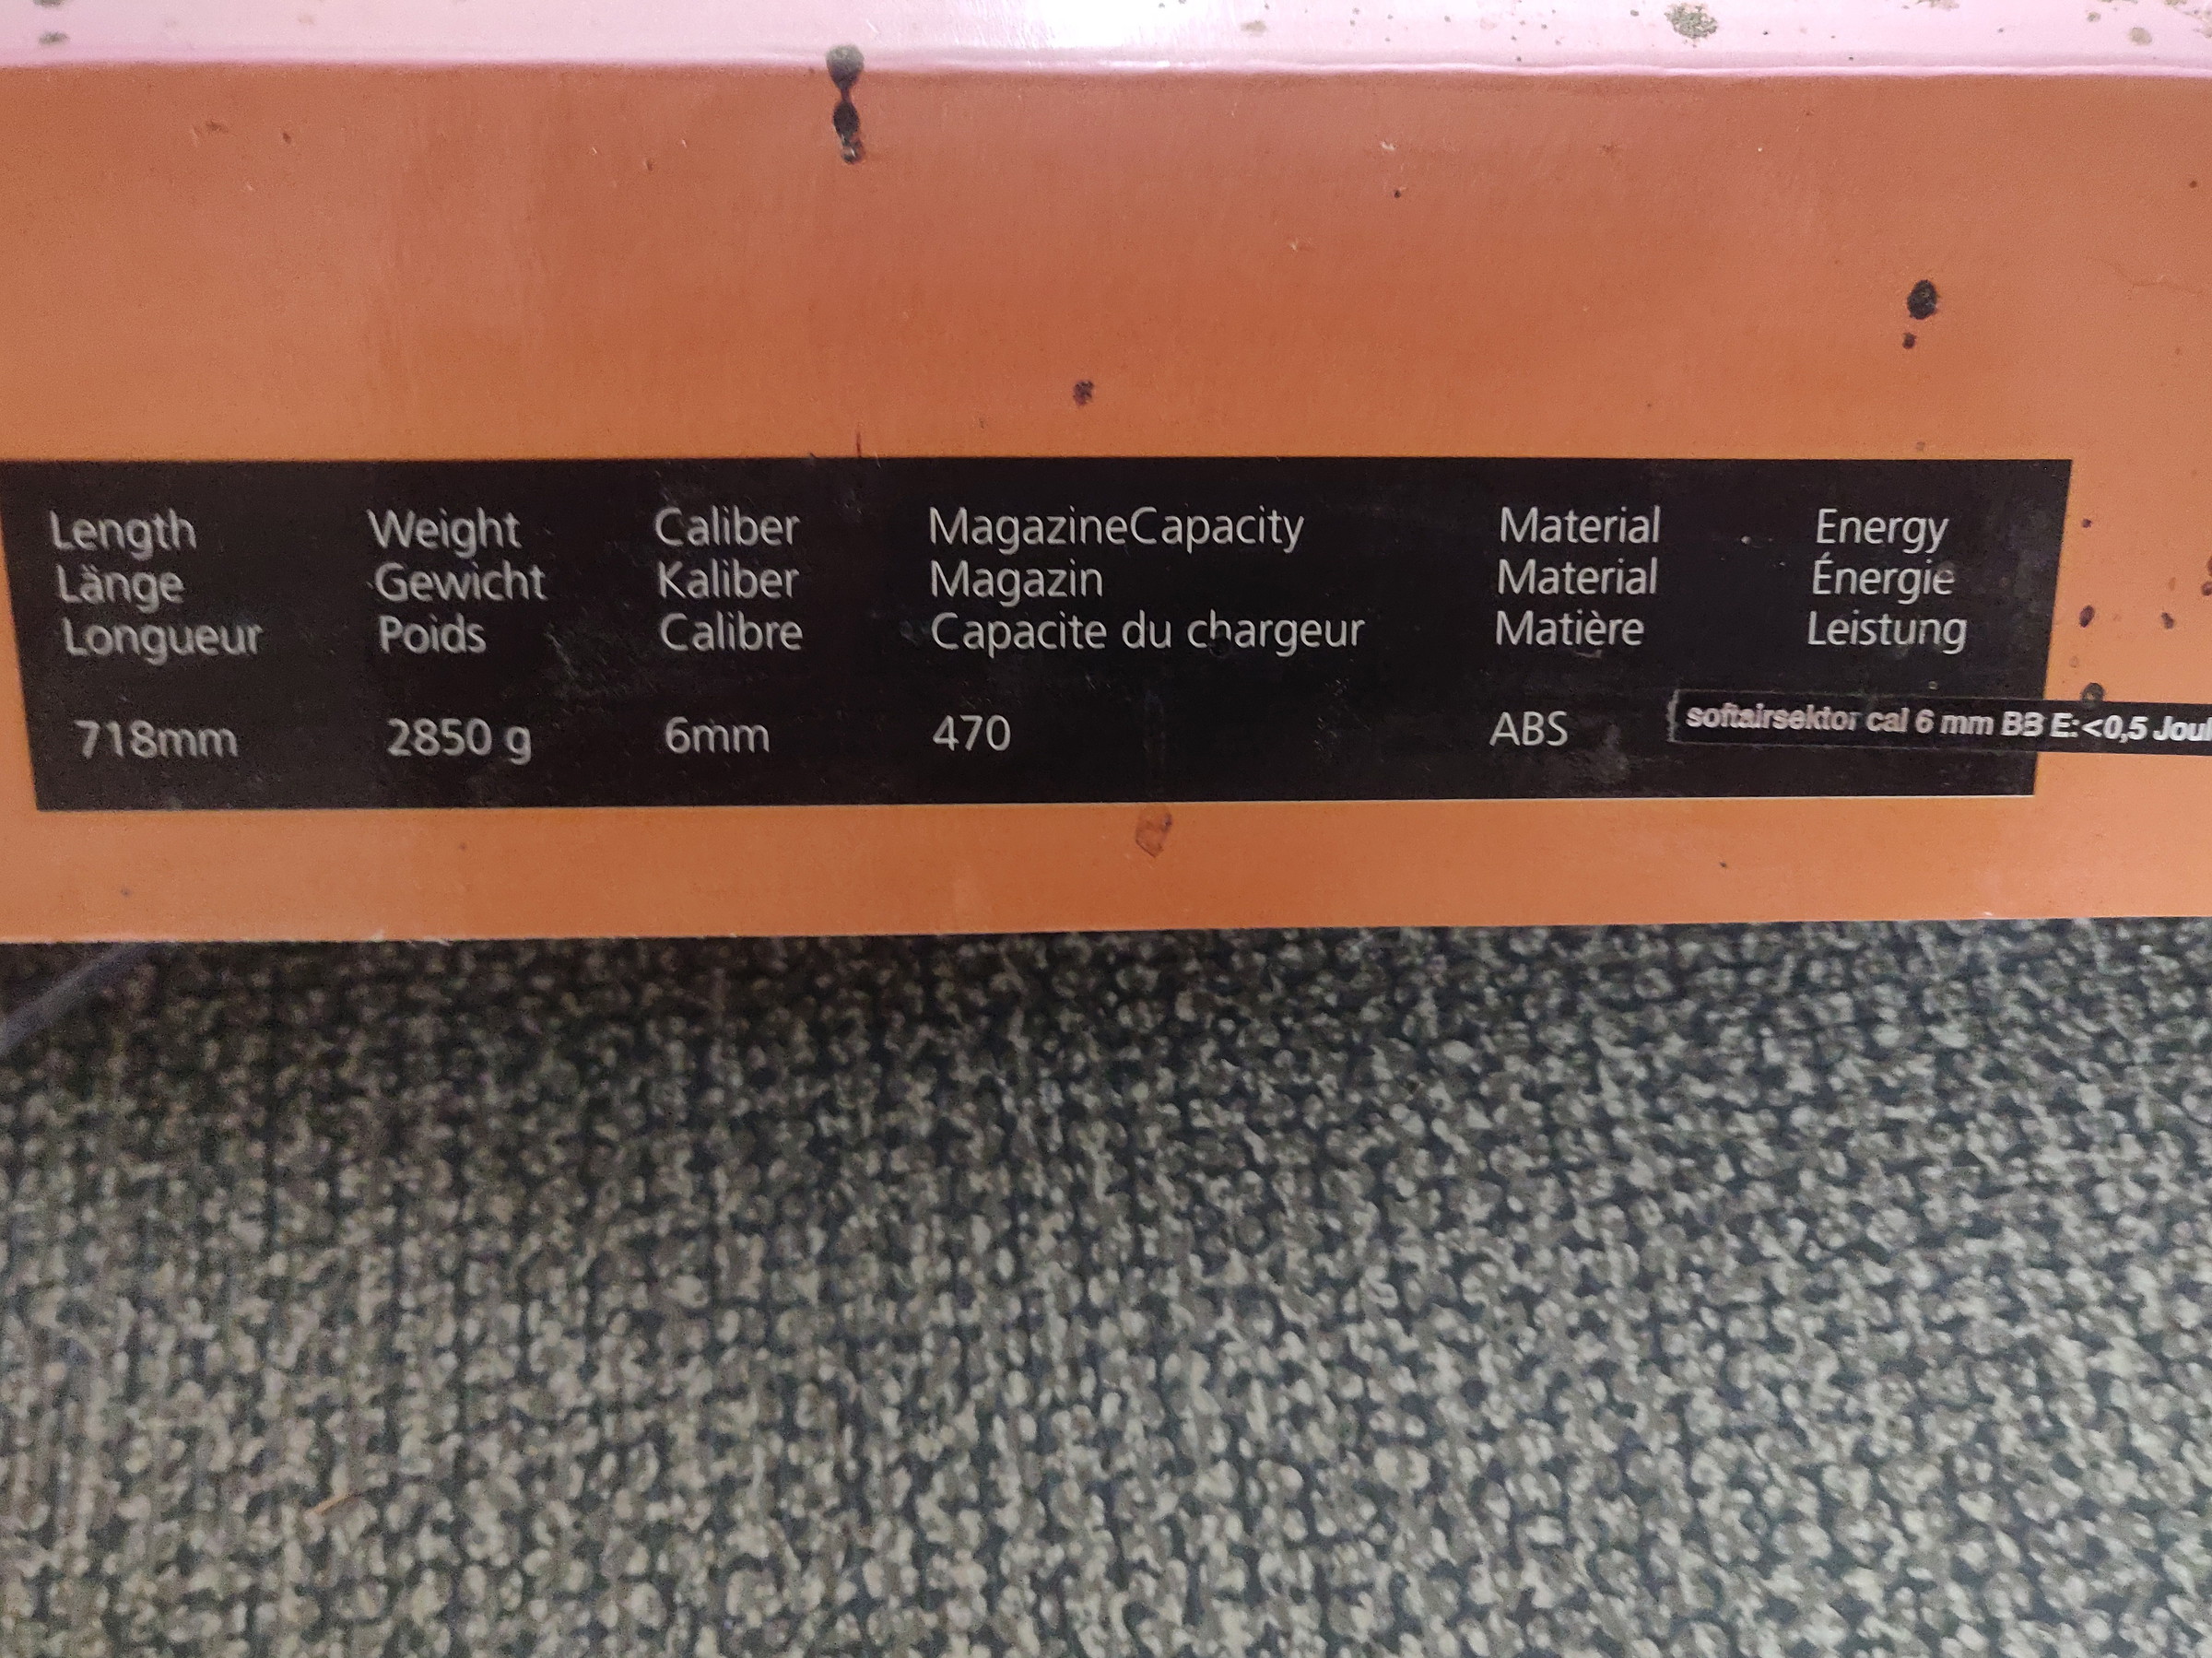 Length Weight Caliber MagazineCapacity Material Energy
Länge Gewicht Kaliber Magazin Material Énergie
Longueur Poids Calibre Capacite du chargeur Matière Leistung
718mm 2850 g 6mm 470 ABS softairsektor cal 6 mm BB E:<0,5 Joul